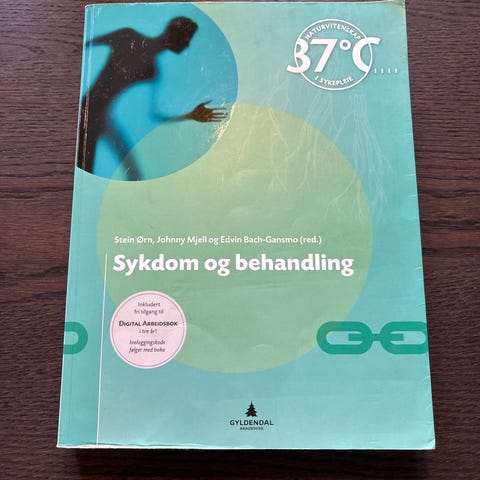 NATURVITENSKAP
37°C
I SYKEPLEIE
Stein Ørn, Johnny Mjell og Edvin Bach-Gansmo (red.)
Sykdom og behandling
Inkludert
fri tilgang til
DIGITAL ARBEIDSBOK
i tre år!
Innloggingskode
følger med boka
GYLDENDAL
AKADEMISK